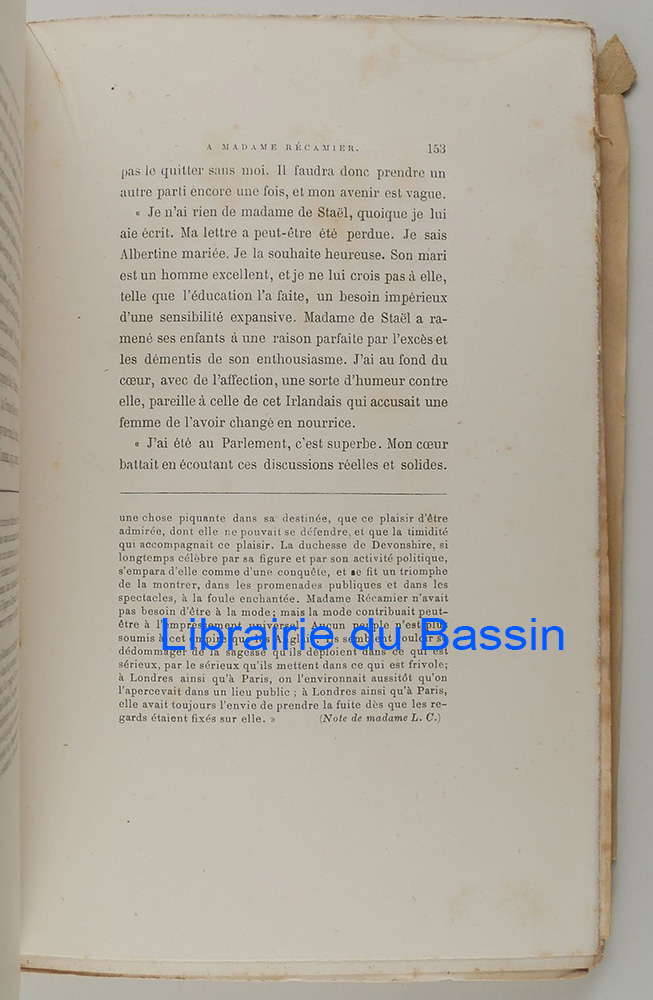 A MADAME RÉCAMIER. 153
pas le quitter sans moi. Il faudra donc prendre un
autre parti encore une fois, et mon avenir est vague.
« Je n'ai rien de madame de Staël, quoique je lui
aie écrit. Ma lettre a peut-être été perdue. Je sais
Albertine mariée. Je la souhaite heureuse. Son mari
est un homme excellent, et je ne lui crois pas à elle,
telle que l'éducation l'a faite, un besoin impérieux
d'une sensibilité expansive. Madame de Staël a ra-
mené ses enfants à une raison parfaite par l'excès et
les démentis de son enthousiasme. J'ai au fond du
cœur, avec de l'affection, une sorte d'humeur contre
elle, pareille à celle de cet Irlandais qui accusait une
femme de l'avoir changé en nourrice.
« J'ai été au Parlement, c'est superbe. Mon cœur
battait en écoutant ces discussions réelles et solides.
une chose piquante dans sa destinée, que ce plaisir d'être
admirée, dont elle ne pouvait se défendre, et que la timidité
qui accompagnait ce plaisir. La duchesse de Devonshire, si
longtemps célèbre par sa figure et par son activité politique,
s'empara d'elle comme d'une conquête, et se fit un triomphe
de la montrer, dans les promenades publiques et dans les
spectacles, à la foule enchantée. Madame Récamier n'avait
pas besoin d'être à la mode; mais la mode contribuait peut-
être à l'empressement universel. Aucun peuple n'est plus
soumis à cet empire que les Anglais. Ils semblent vouloir se
Librairie du Bassin
dédommager de la sagesse qu'ils déploient dans ce qui est
sérieux, par le sérieux qu'ils mettent dans ce qui est frivole;
à Londres ainsi qu'à Paris, on l'environnait aussitôt qu'on
l'apercevait dans un lieu public ; à Londres ainsi qu'à Paris,
elle avait toujours l'envie de prendre la fuite dès que les re-
gards étaient fixés sur elle. » (Note de madame L. C.)